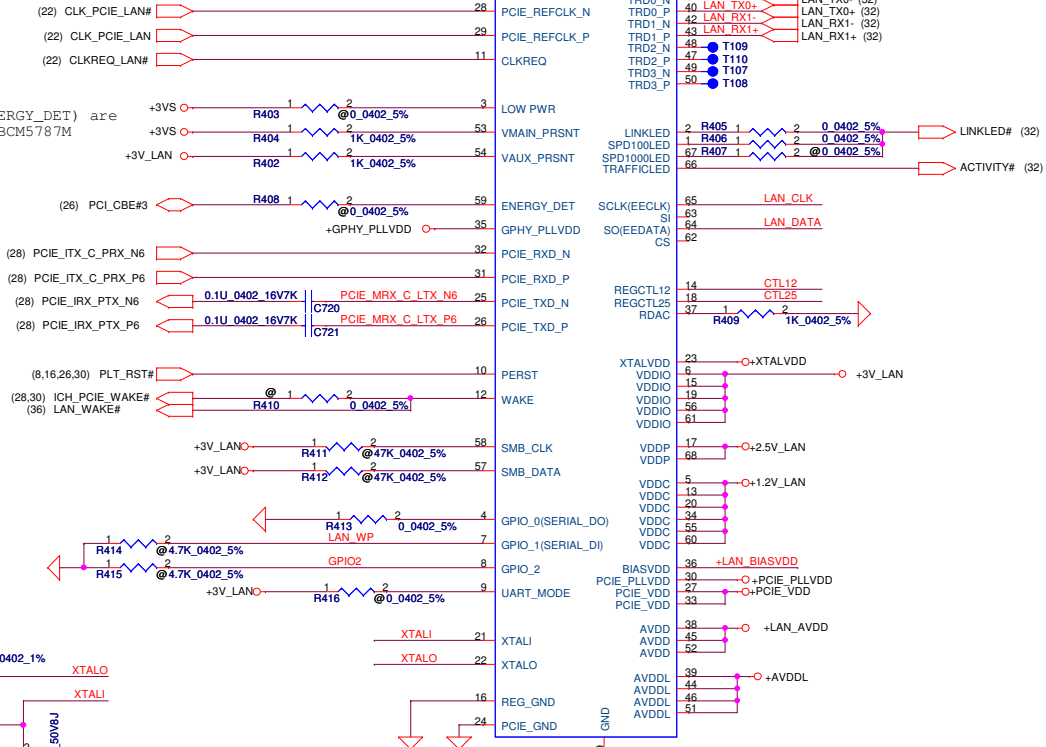 (22) CLK_PCIE_LAN# 28 PCIE_REFCLK_N
(22) CLK_PCIE_LAN 29 PCIE_REFCLK_P
(22) CLKREQ_LAN# 11 CLKREQ
ERGY_DET) are
BCM5787M
+3VS R403 1 2 @0_0402_5% 3 LOW PWR
+3VS R404 1 2 1K_0402_5% 53 VMAIN_PRSNT
+3V_LAN R402 1 2 1K_0402_5% 54 VAUX_PRSNT
(26) PCI_CBE#3 R408 1 2 @0_0402_5% 59 ENERGY_DET
+GPHY_PLLVDD 35 GPHY_PLLVDD
(28) PCIE_ITX_C_PRX_N6 32 PCIE_RXD_N
(28) PCIE_ITX_C_PRX_P6 31 PCIE_RXD_P
(28) PCIE_IRX_PTX_N6 0.1U_0402_16V7K C720 PCIE_MRX_C_LTX_N6 25 PCIE_TXD_N
(28) PCIE_IRX_PTX_P6 0.1U_0402_16V7K C721 PCIE_MRX_C_LTX_P6 26 PCIE_TXD_P
(8,16,26,30) PLT_RST# 10 PERST
(28,30) ICH_PCIE_WAKE# @ R410 1 2 0_0402_5% 12 WAKE
(36) LAN_WAKE#
+3V_LAN R411 1 2 @47K_0402_5% 58 SMB_CLK
+3V_LAN R412 1 2 @47K_0402_5% 57 SMB_DATA
R413 1 2 0_0402_5% 4 GPIO_0(SERIAL_DO)
R414 1 2 @4.7K_0402_5% LAN_WP 7 GPIO_1(SERIAL_DI)
R415 1 2 @4.7K_0402_5% GPIO2 8 GPIO_2
+3V_LAN R416 1 2 @0_0402_5% 9 UART_MODE
XTALI 21 XTALI
XTALO 22 XTALO
16 REG_GND
24 PCIE_GND
0402_1%
XTALO
XTALI
_50V8J
2
GND
TRD0_N LAN_TX0- (32)
TRD0_P 40 LAN_TX0+ LAN_TX0+ (32)
TRD1_N 42 LAN_RX1- LAN_RX1- (32)
TRD1_P 43 LAN_RX1+ LAN_RX1+ (32)
TRD2_N 48 T109
TRD2_P 47 T110
TRD3_N 49 T107
TRD3_P 50 T108
LINKLED 2 R405 1 2 0_0402_5% LINKLED# (32)
SPD100LED 1 R406 1 2 0_0402_5%
SPD1000LED 67 R407 1 2 @0_0402_5%
TRAFFICLED 66 ACTIVITY# (32)
SCLK(EECLK) 65 LAN_CLK
SI 63
SO(EEDATA) 64 LAN_DATA
CS 62
REGCTL12 14 CTL12
REGCTL25 18 CTL25
RDAC 37 R409 1 2 1K_0402_5%
XTALVDD 23 +XTALVDD
VDDIO 6 +3V_LAN
VDDIO 15
VDDIO 19
VDDIO 56
VDDIO 61
VDDP 17 +2.5V_LAN
VDDP 68
VDDC 5 +1.2V_LAN
VDDC 13
VDDC 20
VDDC 34
VDDC 55
VDDC 60
BIASVDD 36 +LAN_BIASVDD
PCIE_PLLVDD 30 +PCIE_PLLVDD
PCIE_VDD 27 +PCIE_VDD
PCIE_VDD 33
AVDD 38 +LAN_AVDD
AVDD 45
AVDD 52
AVDDL 39 +AVDDL
AVDDL 44
AVDDL 46
AVDDL 51